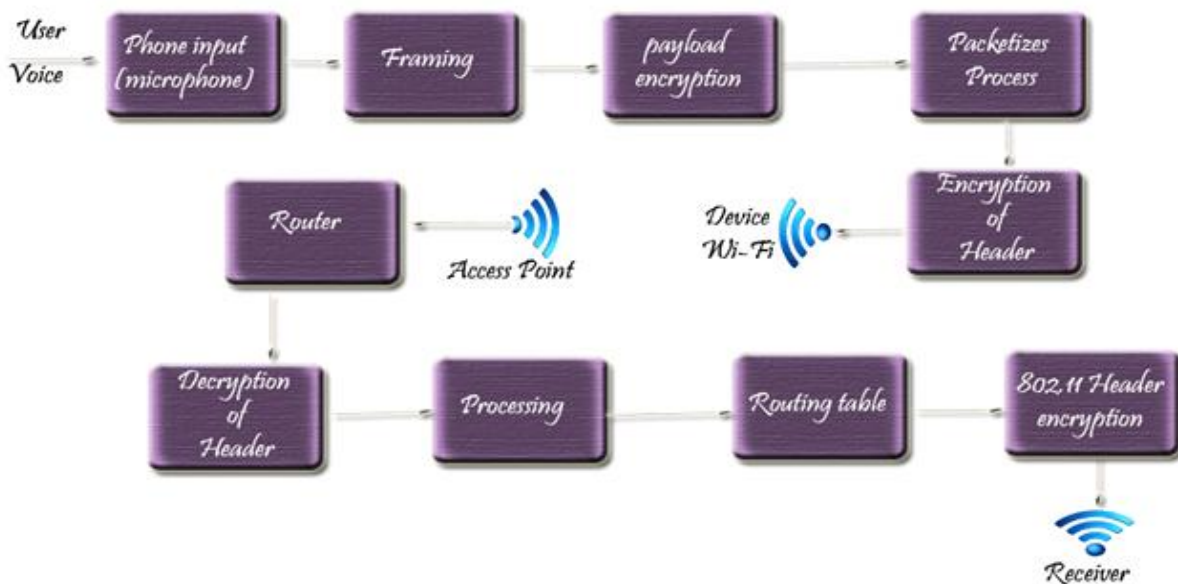 User
Voice
Phone input
(microphone)
Framing
payload
encryption
Packetizes
Process
Router
Access Point
Device
Wi-Fi
Encryption
of
Header
Decryption
of
Header
Processing
Routing table
802.11 Header
encryption
Receiver